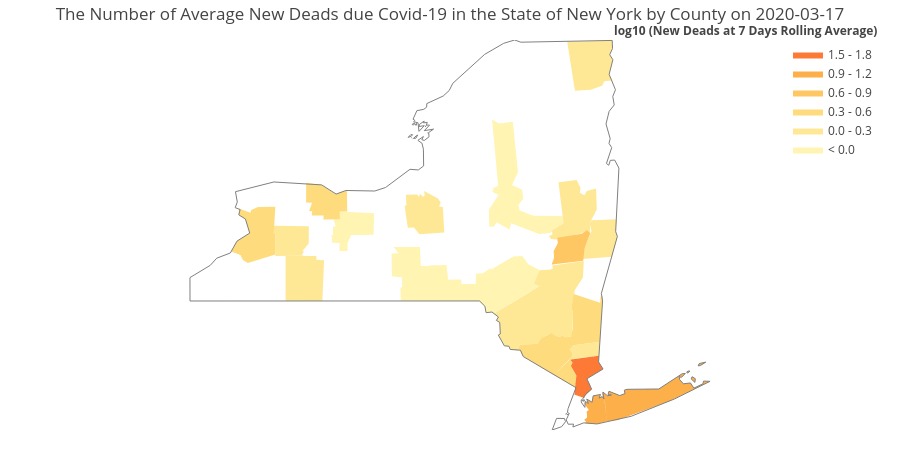 The Number of Average New Deads due Covid-19 in the State of New York by County on 2020-03-17
log10 (New Deads at 7 Days Rolling Average)
1.5 - 1.8
0.9 - 1.2
0.6 - 0.9
0.3 - 0.6
0.0 - 0.3
< 0.0